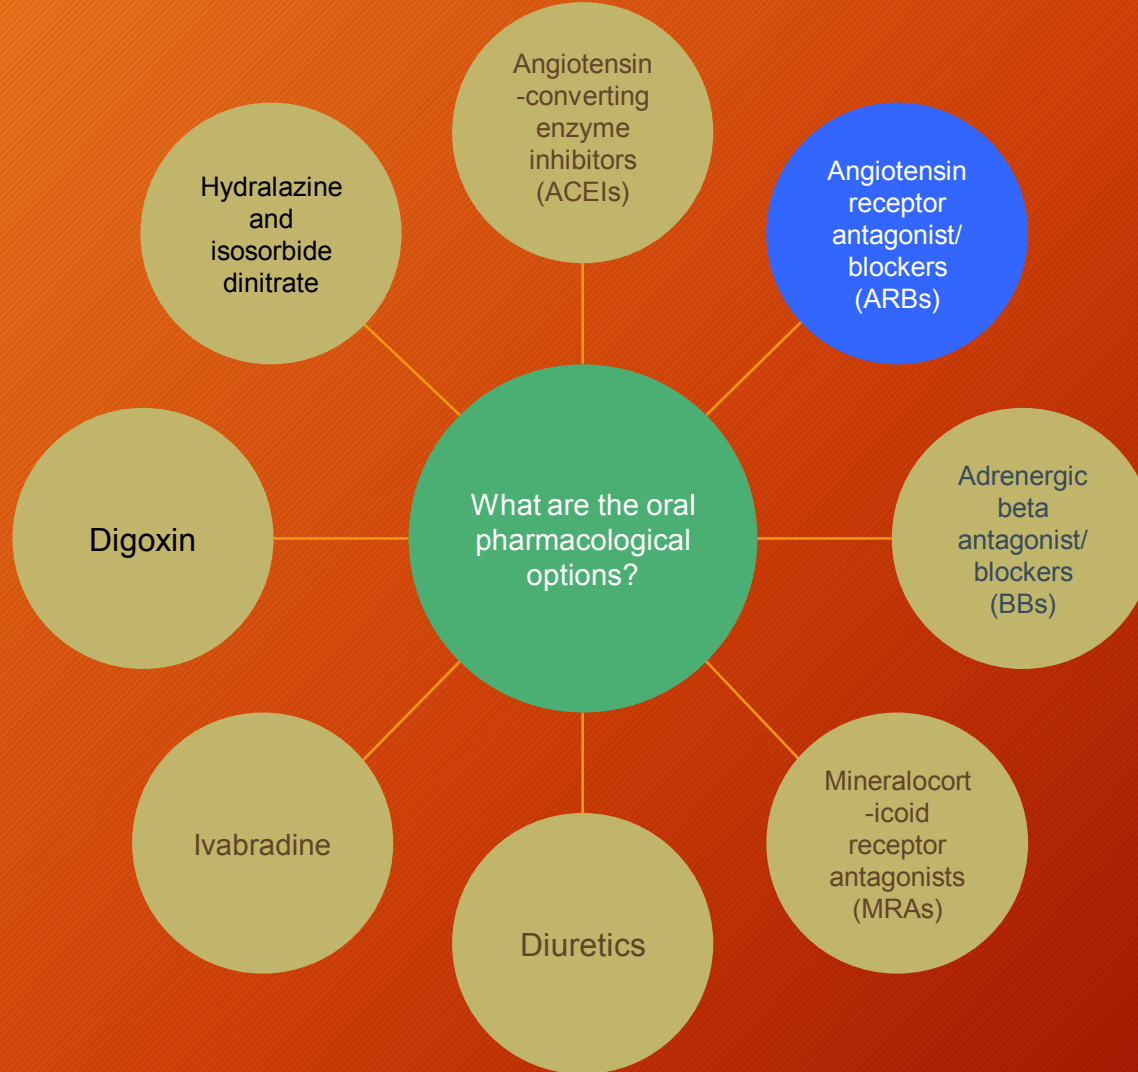 Angiotensin
-converting
enzyme
inhibitors
(ACEIs)
Angiotensin
receptor
antagonist/
blockers
(ARBs)
Adrenergic
beta
antagonist/
blockers
(BBs)
Mineralocort
-icoid
receptor
antagonists
(MRAs)
Diuretics
Ivabradine
Digoxin
Hydralazine
and
isosorbide
dinitrate
What are the oral
pharmacological
options?